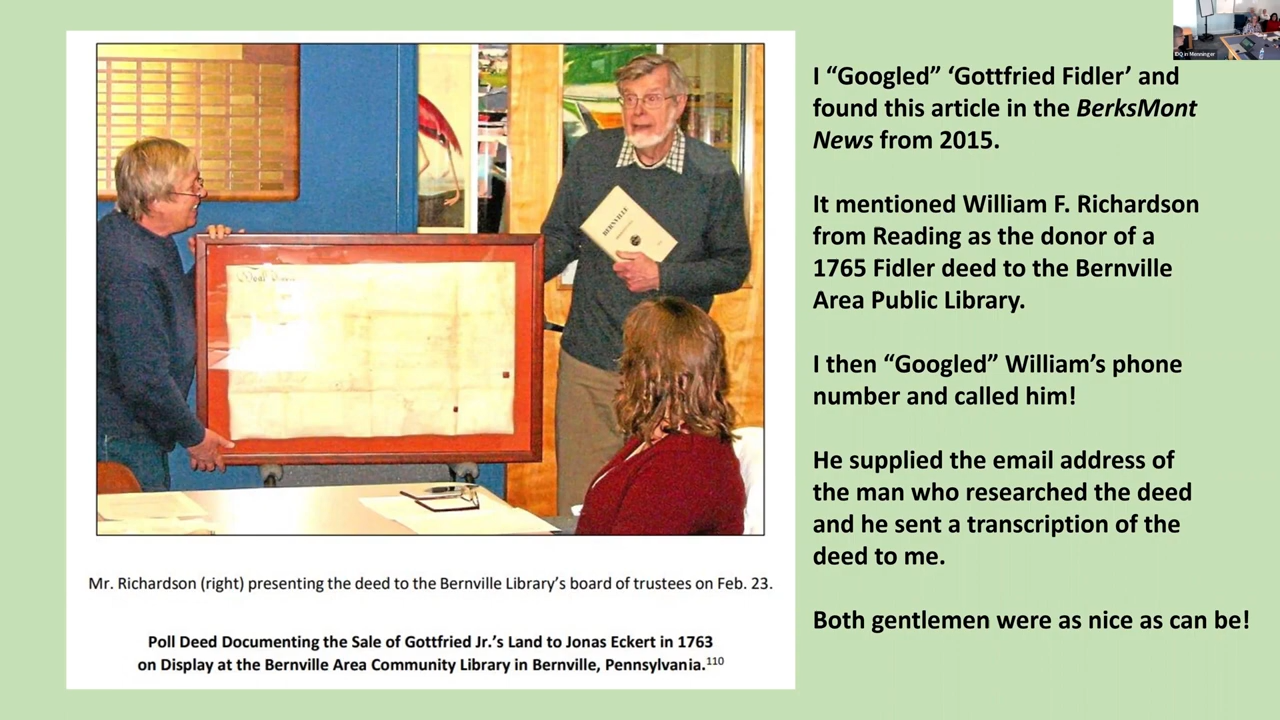 I “Googled” ‘Gottfried Fidler’ and
found this article in the BerksMont
News from 2015.
It mentioned William F. Richardson
from Reading as the donor of a
1765 Fidler deed to the Bernville
Area Public Library.
I then “Googled” William’s phone
number and called him!
He supplied the email address of
the man who researched the deed
and he sent a transcription of the
deed to me.
Both gentlemen were as nice as can be!
BERNVILLE
Mr. Richardson (right) presenting the deed to the Bernville Library’s board of trustees on Feb. 23.
Poll Deed Documenting the Sale of Gottfried Jr.’s Land to Jonas Eckert in 1763
on Display at the Bernville Area Community Library in Bernville, Pennsylvania.110